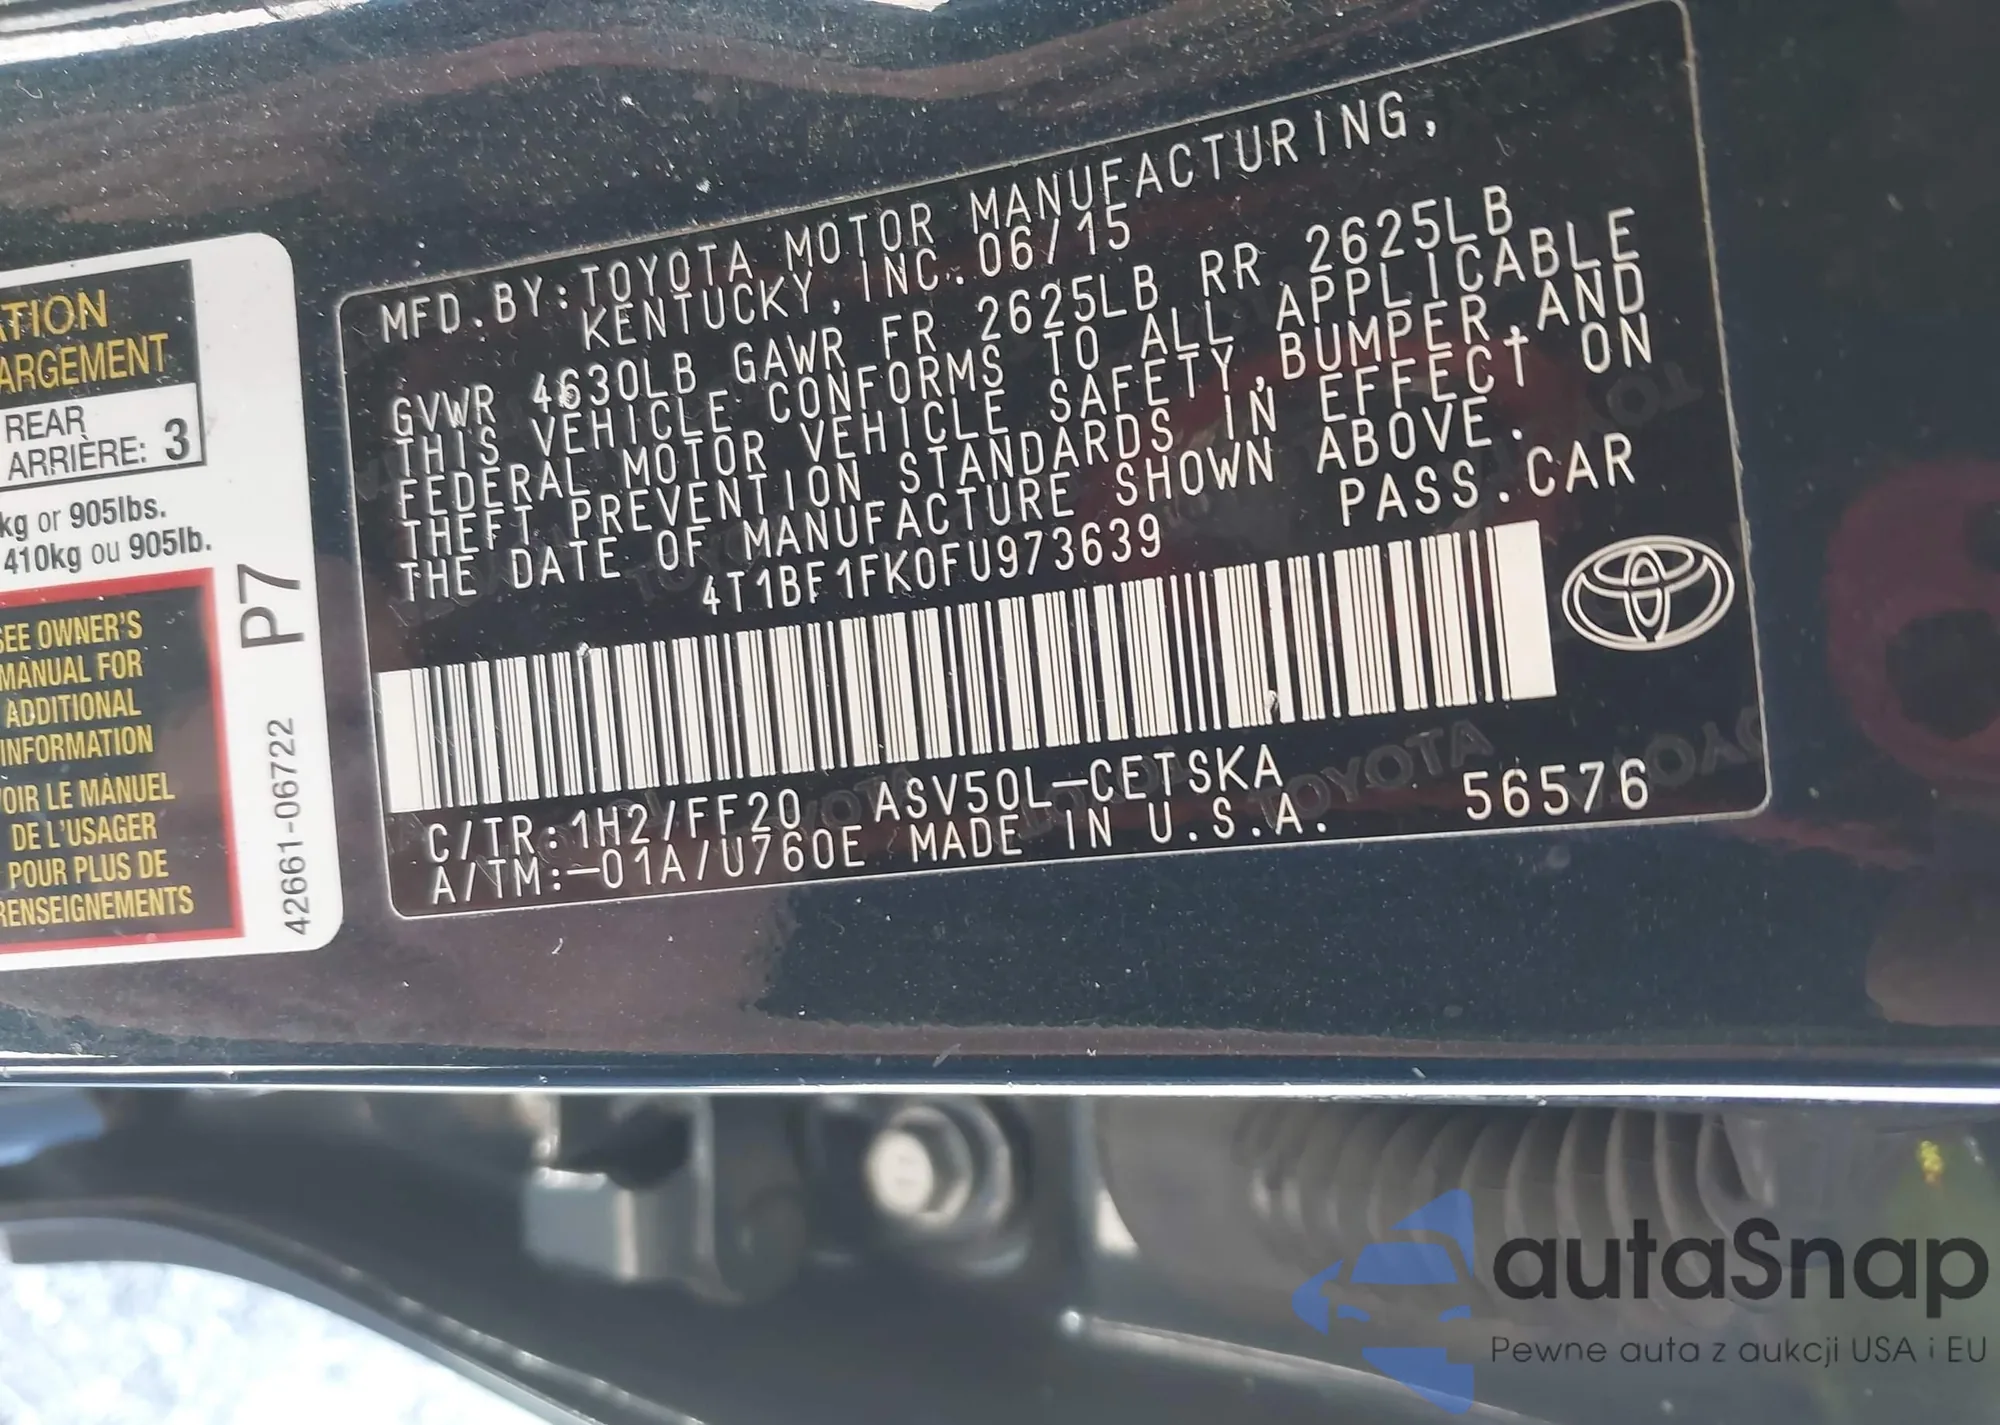 ATION
ARGEMENT
REAR
ARRIÈRE: 3
kg or 905lbs.
410kg ou 905lb.
SEE OWNER'S
MANUAL FOR
ADDITIONAL
INFORMATION
VOIR LE MANUEL
DE L'USAGER
POUR PLUS DE
RENSEIGNEMENTS
P7
42661-06722
MFD.BY:TOYOTA MOTOR MANUFACTURING,
KENTUCKY, INC. 06/15
GVWR 4630LB GAWR FR 2625LB RR 2625LB
THIS VEHICLE CONFORMS TO ALL APPLICABLE
FEDERAL MOTOR VEHICLE SAFETY,BUMPER,AND
THEFT PREVENTION STANDARDS IN EFFECT ON
THE DATE OF MANUFACTURE SHOWN ABOVE.
4T1BF1FK0FU973639 PASS.CAR
C/TR:1H2/FF20 ASV50L-CETSKA
A/TM:-01A/U760E MADE IN U.S.A. 56576
autaSnap
Pewne auta z aukcji USA i EU